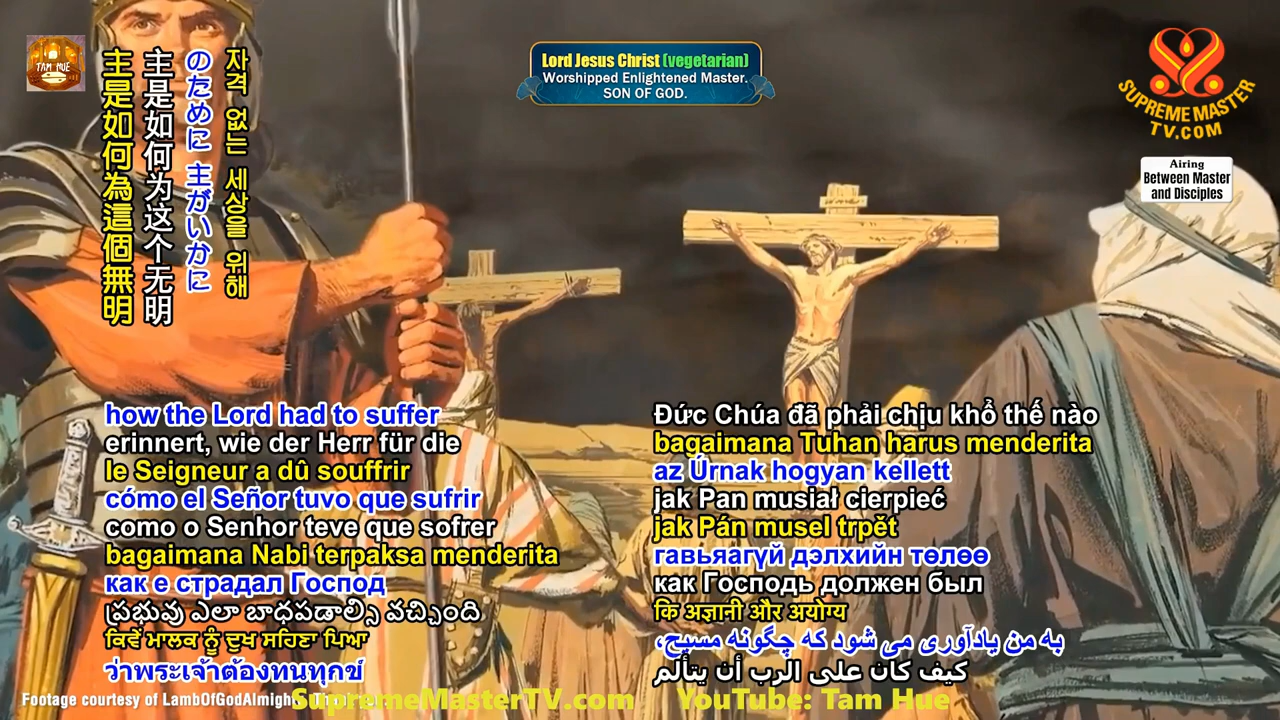 TAM HUE
主是如何為這個無明
主是如何为这个无明
のために 主がいかに
자격 없는 세상을 위해
Lord Jesus Christ (vegetarian)
Worshipped Enlightened Master.
SON OF GOD.
SUPREME MASTER
TV.COM
Airing
Between Master
and Disciples
how the Lord had to suffer
erinnert, wie der Herr für die
le Seigneur a dû souffrir
cómo el Señor tuvo que sufrir
como o Senhor teve que sofrer
bagaimana Nabi terpaksa menderita
как е страдал Господ
ప్రభువు ఎలా బాధపడాల్సి వచ్చింది
ਕਿਵੇਂ ਮਾਲਕ ਨੂੰ ਦੁਖ ਸਹਿਣਾ ਪਿਆ
ว่าพระเจ้าต้องทนทุกข์
Đức Chúa đã phải chịu khổ thế nào
bagaimana Tuhan harus menderita
az Úrnak hogyan kellett
jak Pan musiał cierpieć
jak Pán musel trpět
гавьяагүй дэлхийн төлөө
как Господь должен был
कि अज्ञानी और अयोग्य
به من یادآوری می شود که چگونه مسیح،
كيف كان على الرب أن يتألم
Footage courtesy of LambOfGodAlmight
SupremeMasterTV.com
YouTube: Tam Hue